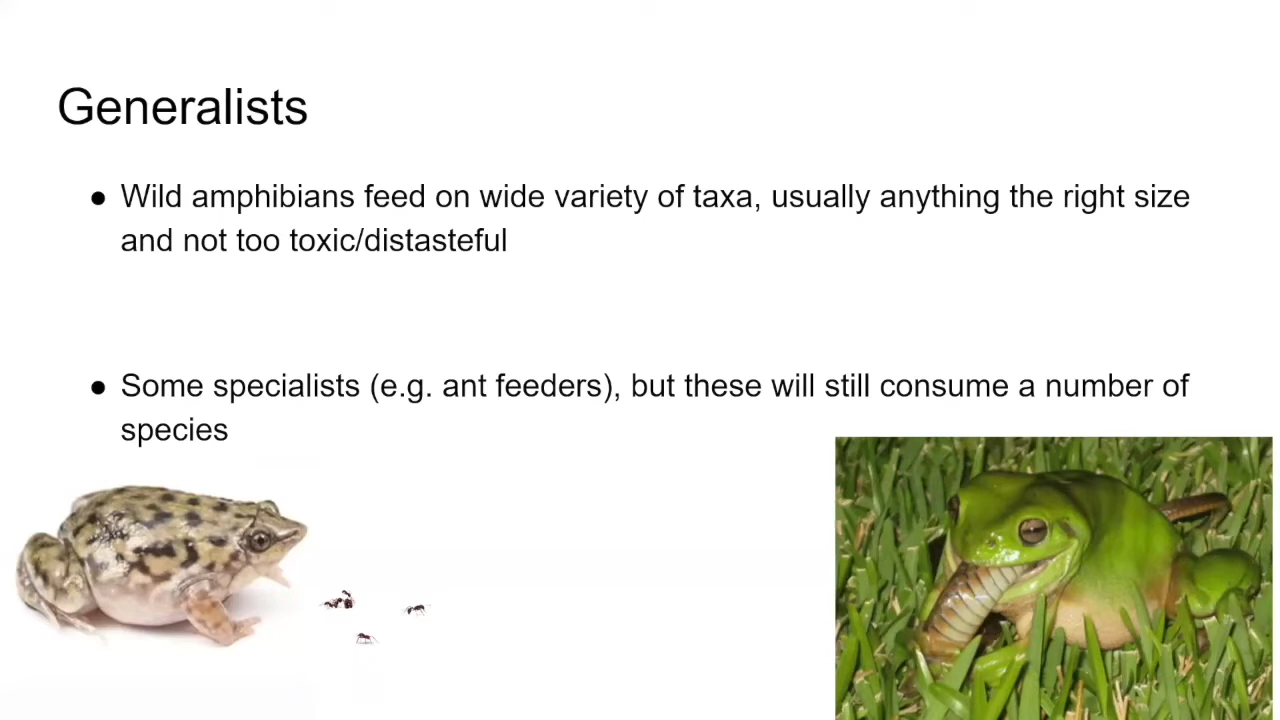 Generalists
● Wild amphibians feed on wide variety of taxa, usually anything the right size
and not too toxic/distasteful
● Some specialists (e.g. ant feeders), but these will still consume a number of
species